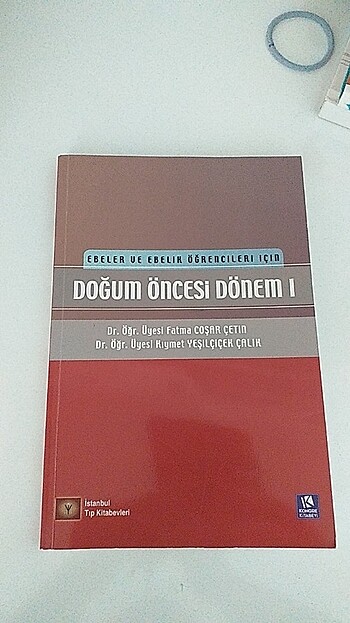 EBELER VE EBELİK ÖĞRENCİLERİ İÇİN
DOĞUM ÖNCESİ DÖNEM I
Dr. Öğr. Üyesi Fatma COŞAR ÇETİN
Dr. Öğr. Üyesi Kıymet YEŞİLÇİÇEK ÇALIK
İstanbul
Tıp Kitabevleri
K
KONGRE
KİTABEVİ